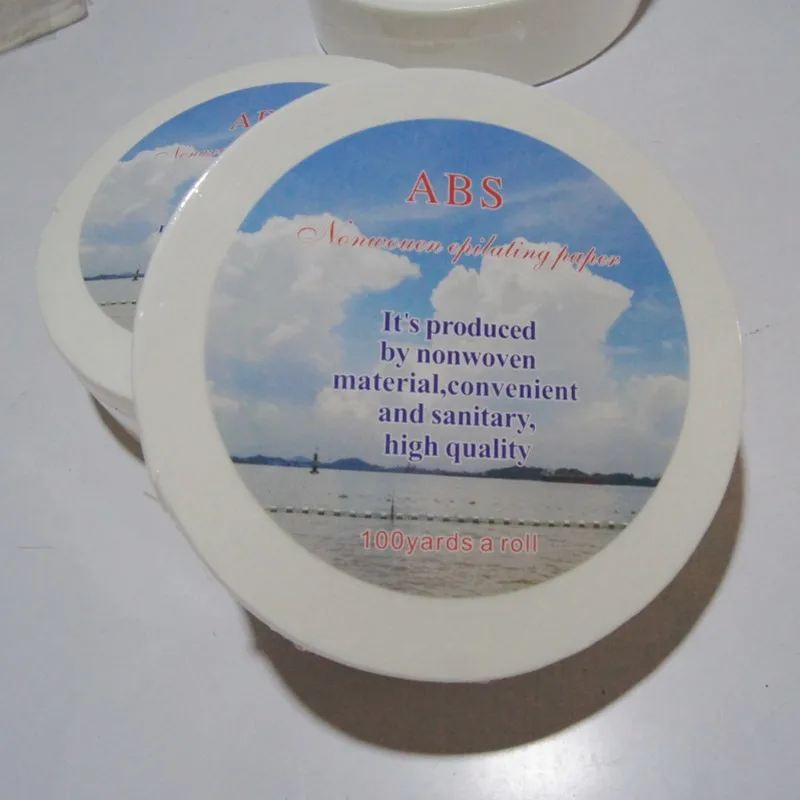 ABS
Nonwoven epilating paper
It's produced
by nonwoven
material,convenient
and sanitary,
high quality
100yards a roll